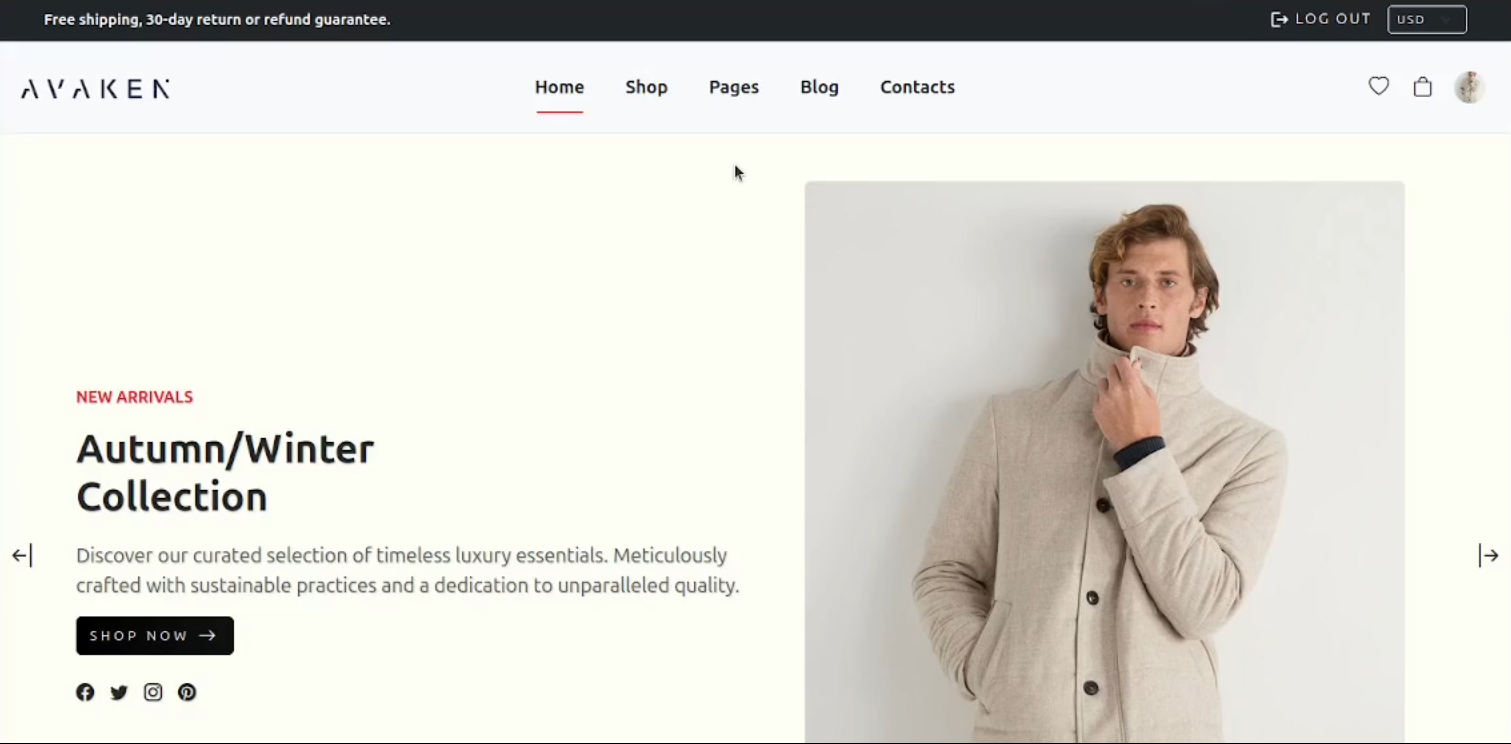 Free shipping, 30-day return or refund guarantee.
LOG OUT
USD
AVAKEN
Home
Shop
Pages
Blog
Contacts
NEW ARRIVALS
Autumn/Winter
Collection
Discover our curated selection of timeless luxury essentials. Meticulously
crafted with sustainable practices and a dedication to unparalleled quality.
SHOP NOW